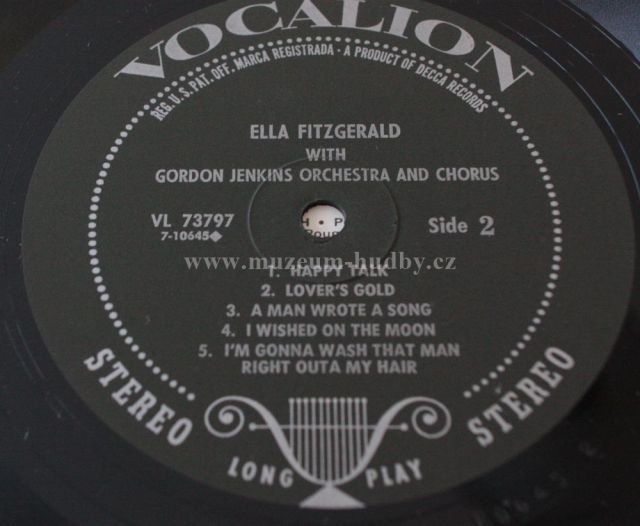 VOCALION
REG. U.S. PAT. OFF. MARCA REGISTRADA · A PRODUCT OF DECCA RECORDS
ELLA FITZGERALD
WITH
GORDON JENKINS ORCHESTRA AND CHORUS
VL 73797
7-10645◆
Side 2
www.muzeum-hudby.cz
1. HAPPY TALK
2. LOVER'S GOLD
3. A MAN WROTE A SONG
4. I WISHED ON THE MOON
5. I'M GONNA WASH THAT MAN
RIGHT OUTA MY HAIR
STEREO
STEREO
LONG PLAY